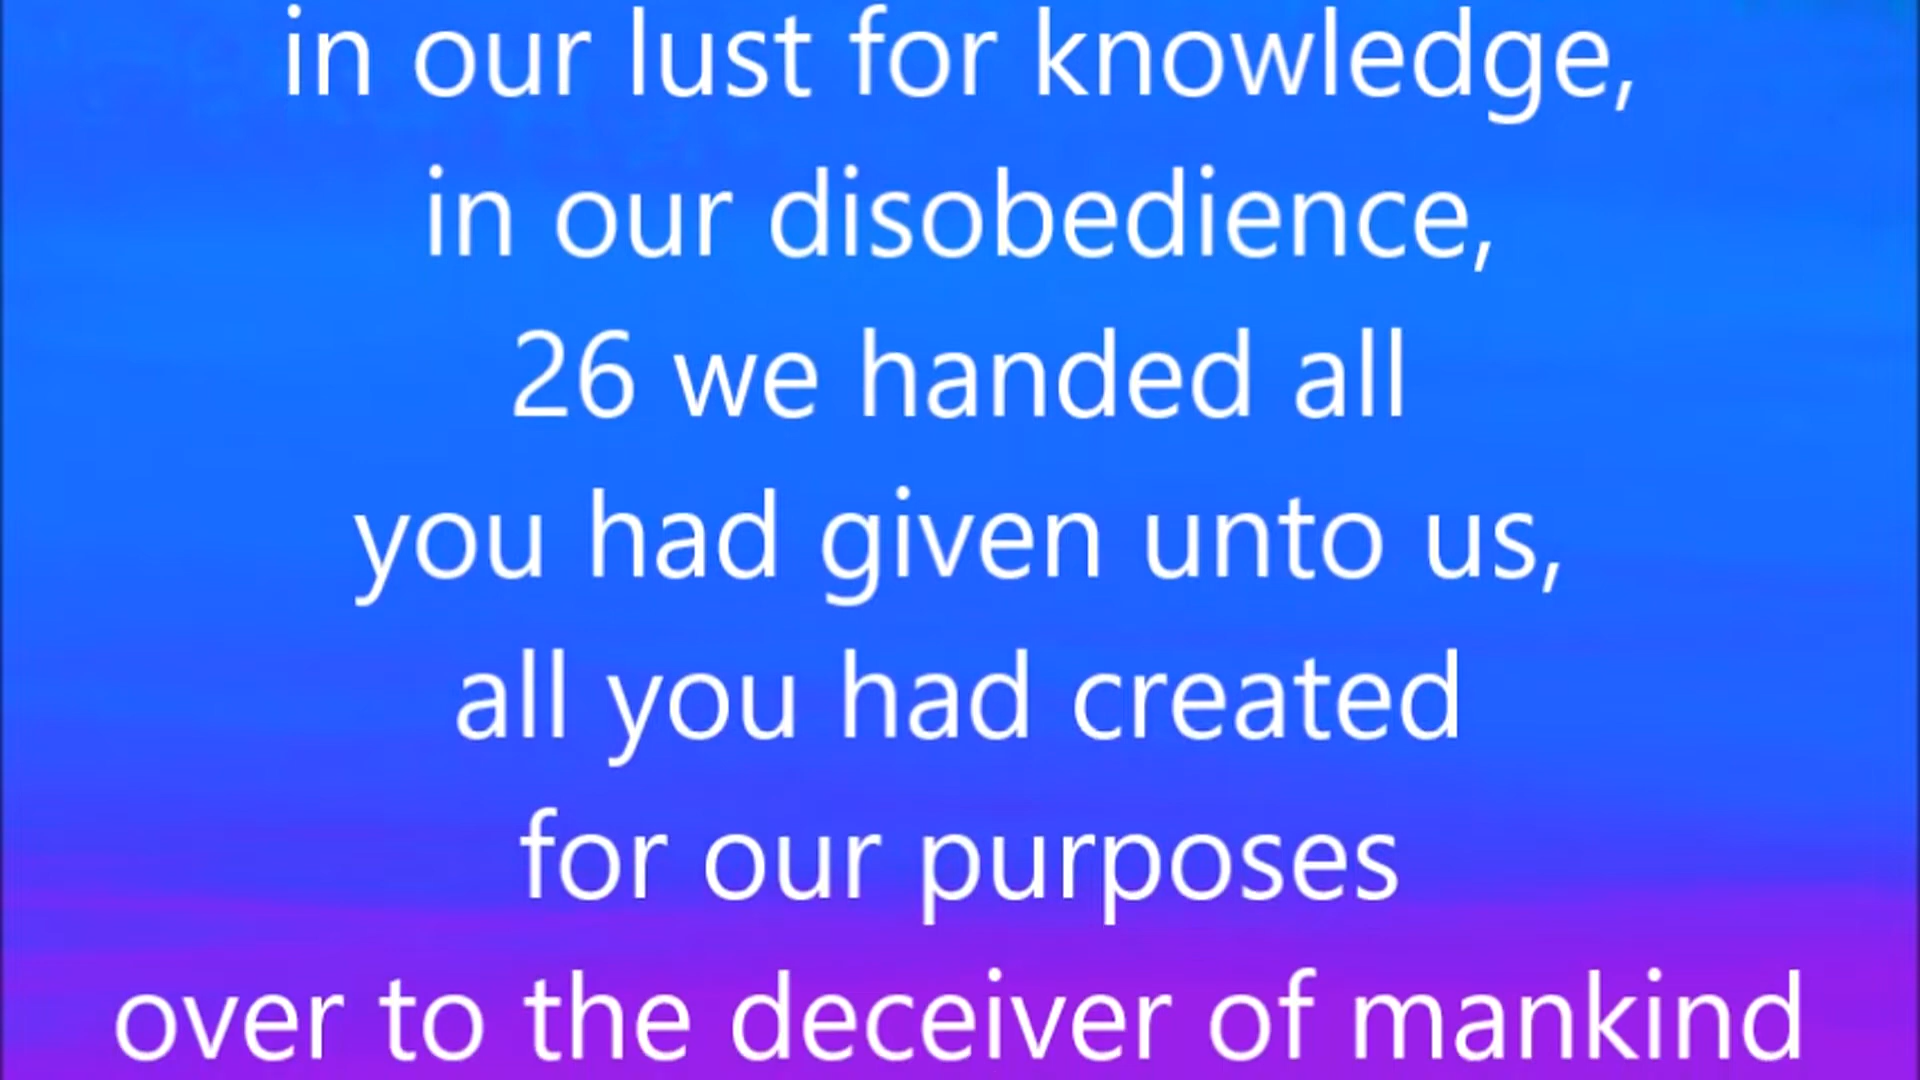 in our lust for knowledge,
in our disobedience,
26 we handed all
you had given unto us,
all you had created
for our purposes
over to the deceiver of mankind